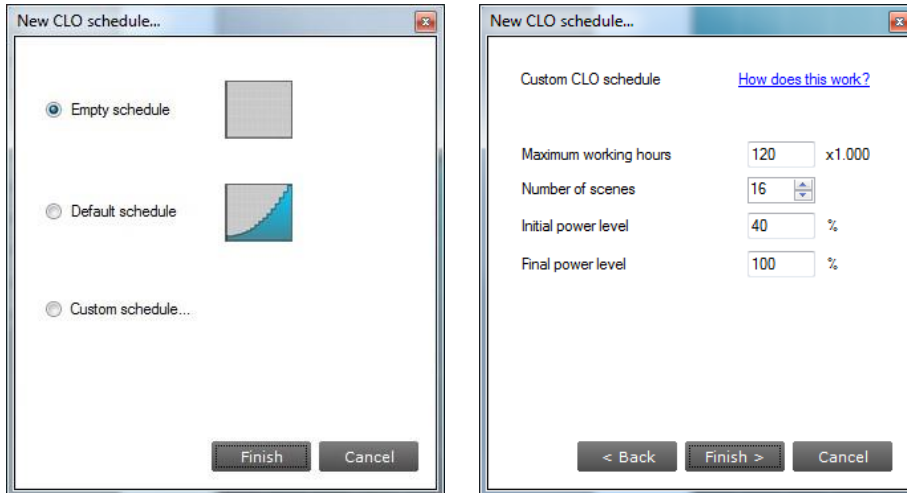 New CLO schedule...
Empty schedule
Default schedule
Custom schedule...
Finish Cancel
New CLO schedule...
Custom CLO schedule How does this work?
Maximum working hours 120 x1.000
Number of scenes 16
Initial power level 40 %
Final power level 100 %
< Back Finish > Cancel